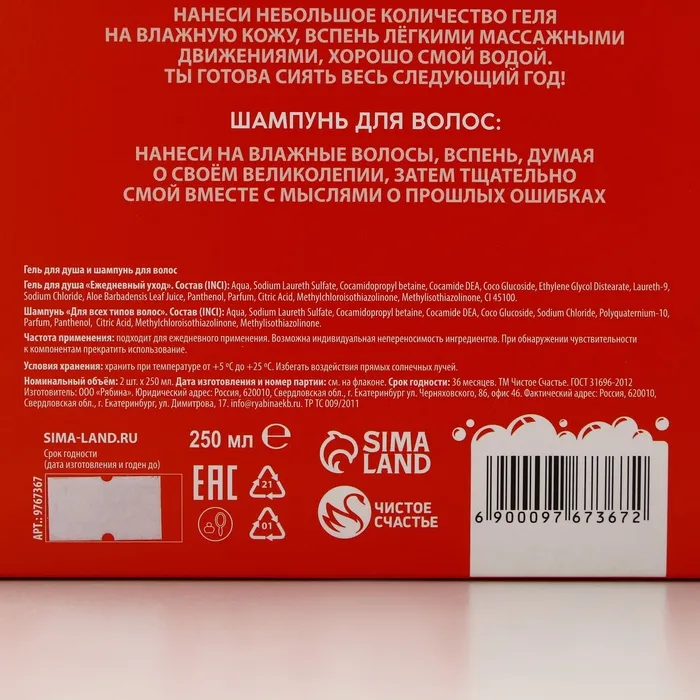 НАНЕСИ НЕБОЛЬШОЕ КОЛИЧЕСТВО ГЕЛЯ
НА ВЛАЖНУЮ КОЖУ, ВСПЕНЬ ЛЁГКИМИ МАССАЖНЫМИ
ДВИЖЕНИЯМИ, ХОРОШО СМОЙ ВОДОЙ.
ТЫ ГОТОВА СИЯТЬ ВЕСЬ СЛЕДУЮЩИЙ ГОД!
ШАМПУНЬ ДЛЯ ВОЛОС:
НАНЕСИ НА ВЛАЖНЫЕ ВОЛОСЫ, ВСПЕНЬ, ДУМАЯ
О СВОЁМ ВЕЛИКОЛЕПИИ, ЗАТЕМ ТЩАТЕЛЬНО
СМОЙ ВМЕСТЕ С МЫСЛЯМИ О ПРОШЛЫХ ОШИБКАХ
Гель для душа и шампунь для волос
Гель для душа «Ежедневный уход». Состав (INCI): Aqua, Sodium Laureth Sulfate, Cocamidopropyl betaine, Cocamide DEA, Coco Glucoside, Ethylene Glycol Distearate, Laureth-9,
Sodium Chloride, Aloe Barbadensis Leaf Juice, Panthenol, Parfum, Citric Acid, Methylchloroisothiazolinone, Methylisothiazolinone, CI 45100.
Шампунь «Для всех типов волос». Состав (INCI): Aqua, Sodium Laureth Sulfate, Cocamidopropyl betaine, Cocamide DEA, Coco Glucoside, Sodium Chloride, Polyquaternium-10,
Parfum, Panthenol, Citric Acid, Methylchloroisothiazolinone, Methylisothiazolinone.
Частота применения: подходит для ежедневного применения. Возможна индивидуальная непереносимость ингредиентов. При обнаружении чувствительности
к компонентам прекратить использование.
Условия хранения: хранить при температуре от +5 °С до +25 °С. Избегать воздействия прямых солнечных лучей.
Номинальный объём: 2 шт. х 250 мл. Дата изготовления и номер партии: см. на флаконе. Срок годности: 36 месяцев. ТМ Чистое Счастье. ГОСТ 31696-2012
Изготовитель: ООО «Рябина». Юридический адрес: Россия, 620010, Свердловская обл., г. Екатеринбург ул. Черняховского, 86, офис 46. Фактический адрес: Россия, 620010,
Свердловская обл., г. Екатеринбург, ул. Димитрова, 17. info@ryabinaekb.ru. ТР ТС 009/2011
SIMA-LAND.RU
Срок годности
(дата изготовления и годен до)
АРТ.: 9767367
250 мл ℮
EAC
21
01
SIMA
LAND
ЧИСТОЕ
СЧАСТЬЕ
6 900097 673672